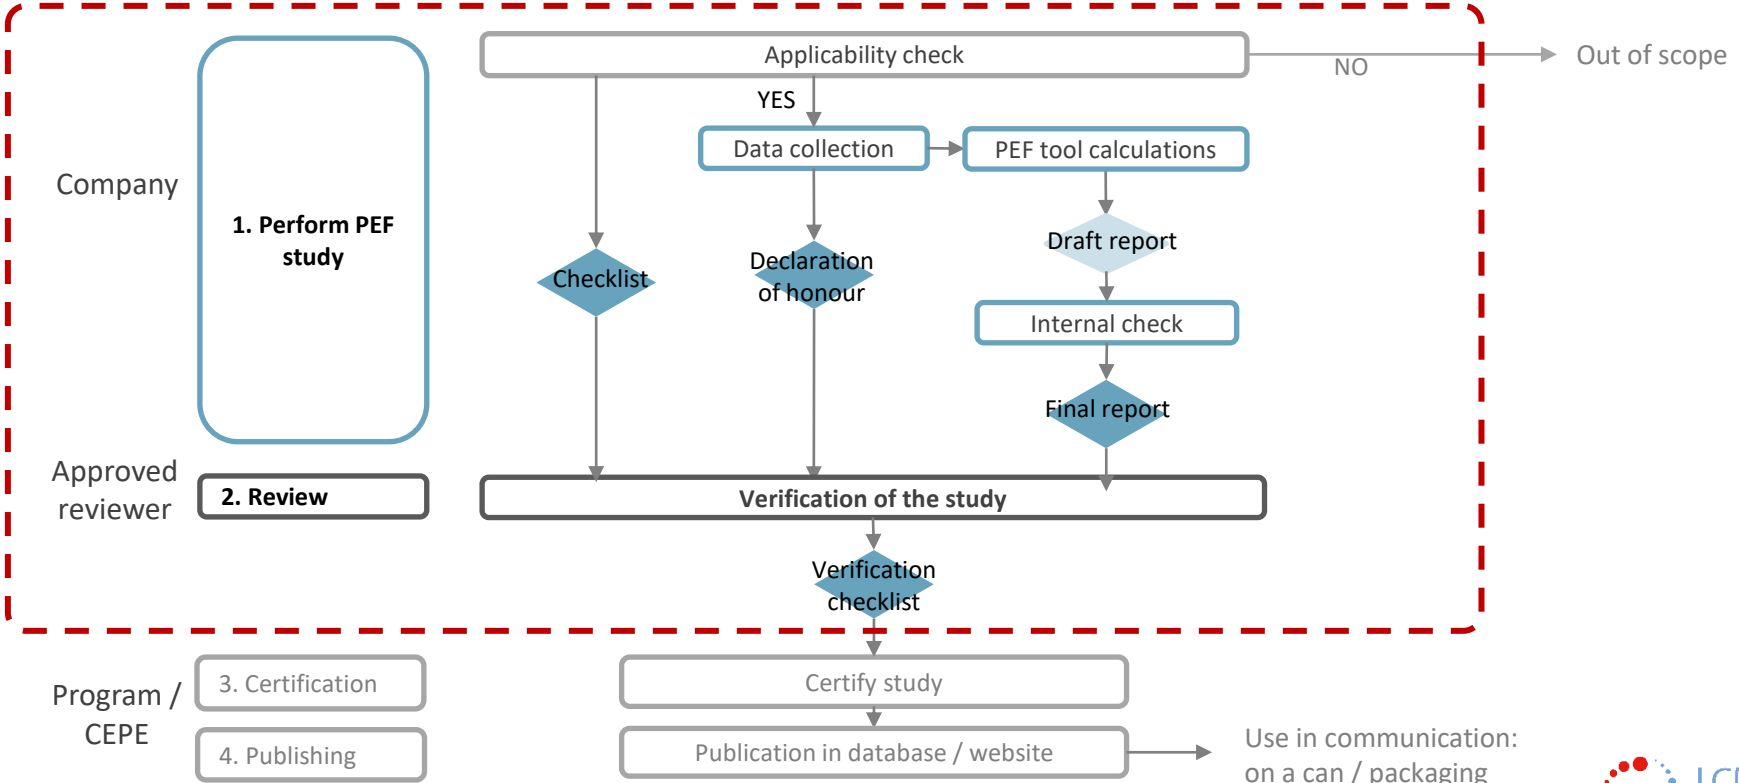 Applicability check
NO
Out of scope
YES
Data collection
PEF tool calculations
Company
1. Perform PEF
study
Checklist
Declaration
of honour
Draft report
Internal check
Final report
Approved
reviewer
2. Review
Verification of the study
Verification
checklist
Program /
CEPE
3. Certification
Certify study
4. Publishing
Publication in database / website
Use in communication:
on a can / packaging